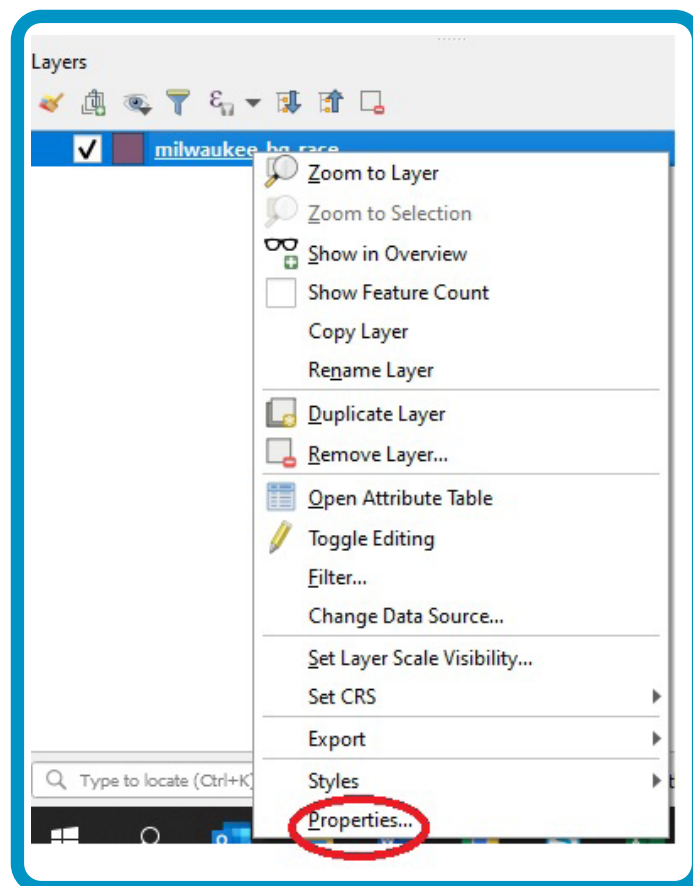 Layers
milwaukee_bg_race
Zoom to Layer
Zoom to Selection
Show in Overview
Show Feature Count
Copy Layer
Rename Layer
Duplicate Layer
Remove Layer...
Open Attribute Table
Toggle Editing
Filter...
Change Data Source...
Set Layer Scale Visibility...
Set CRS
Export
Type to locate (Ctrl+K)
Styles
Properties...